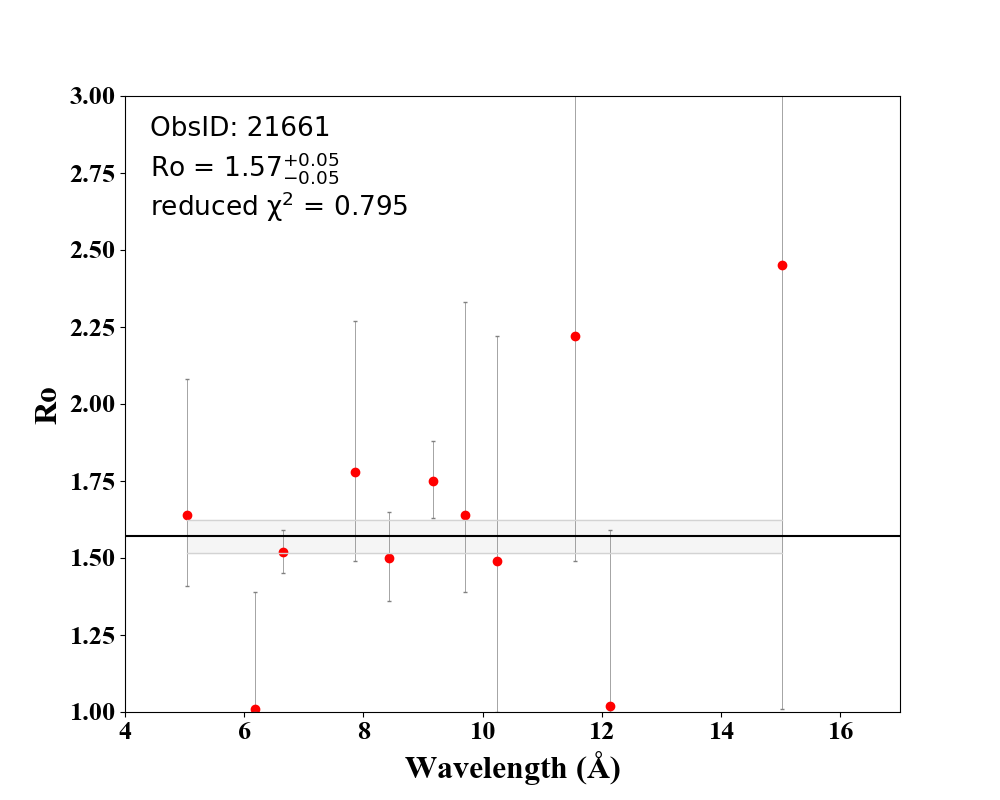 ObsID: 21661
Ro = 1.57+0.05 −0.05
reduced χ² = 0.795
3.00
2.75
2.50
2.25
2.00
1.75
1.50
1.25
1.00
Ro
4 6 8 10 12 14 16
Wavelength (Å)